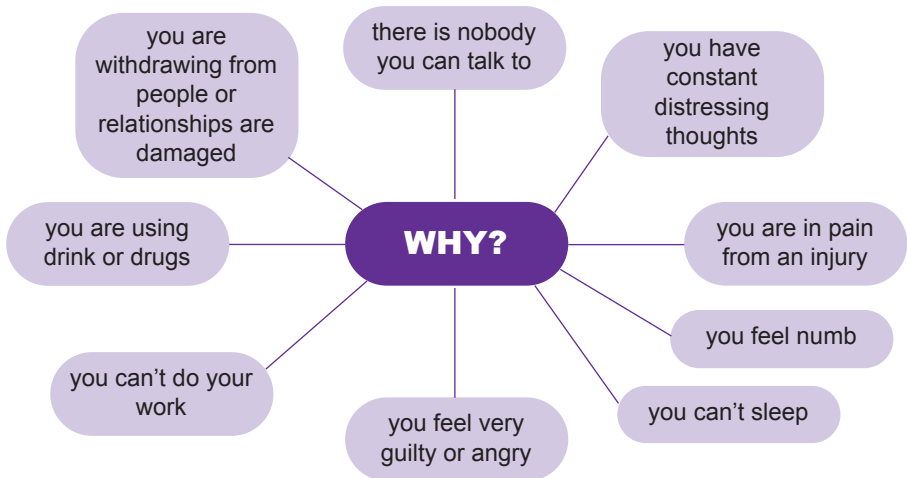 you are
withdrawing from
people or
relationships are
damaged
there is nobody
you can talk to
you have
constant
distressing
thoughts
you are using
drink or drugs
WHY?
you are in pain
from an injury
you feel numb
you can’t do your
work
you feel very
guilty or angry
you can’t sleep